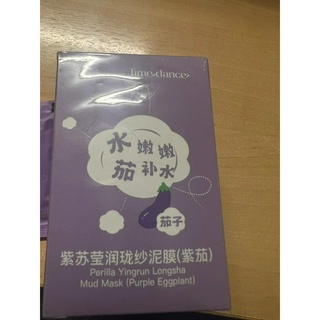 time·dance
水嫩嫩
茄补水
茄子
紫苏莹润珑纱泥膜(紫茄)
Perilla Yingrun Longsha
Mud Mask (Purple Eggplant)